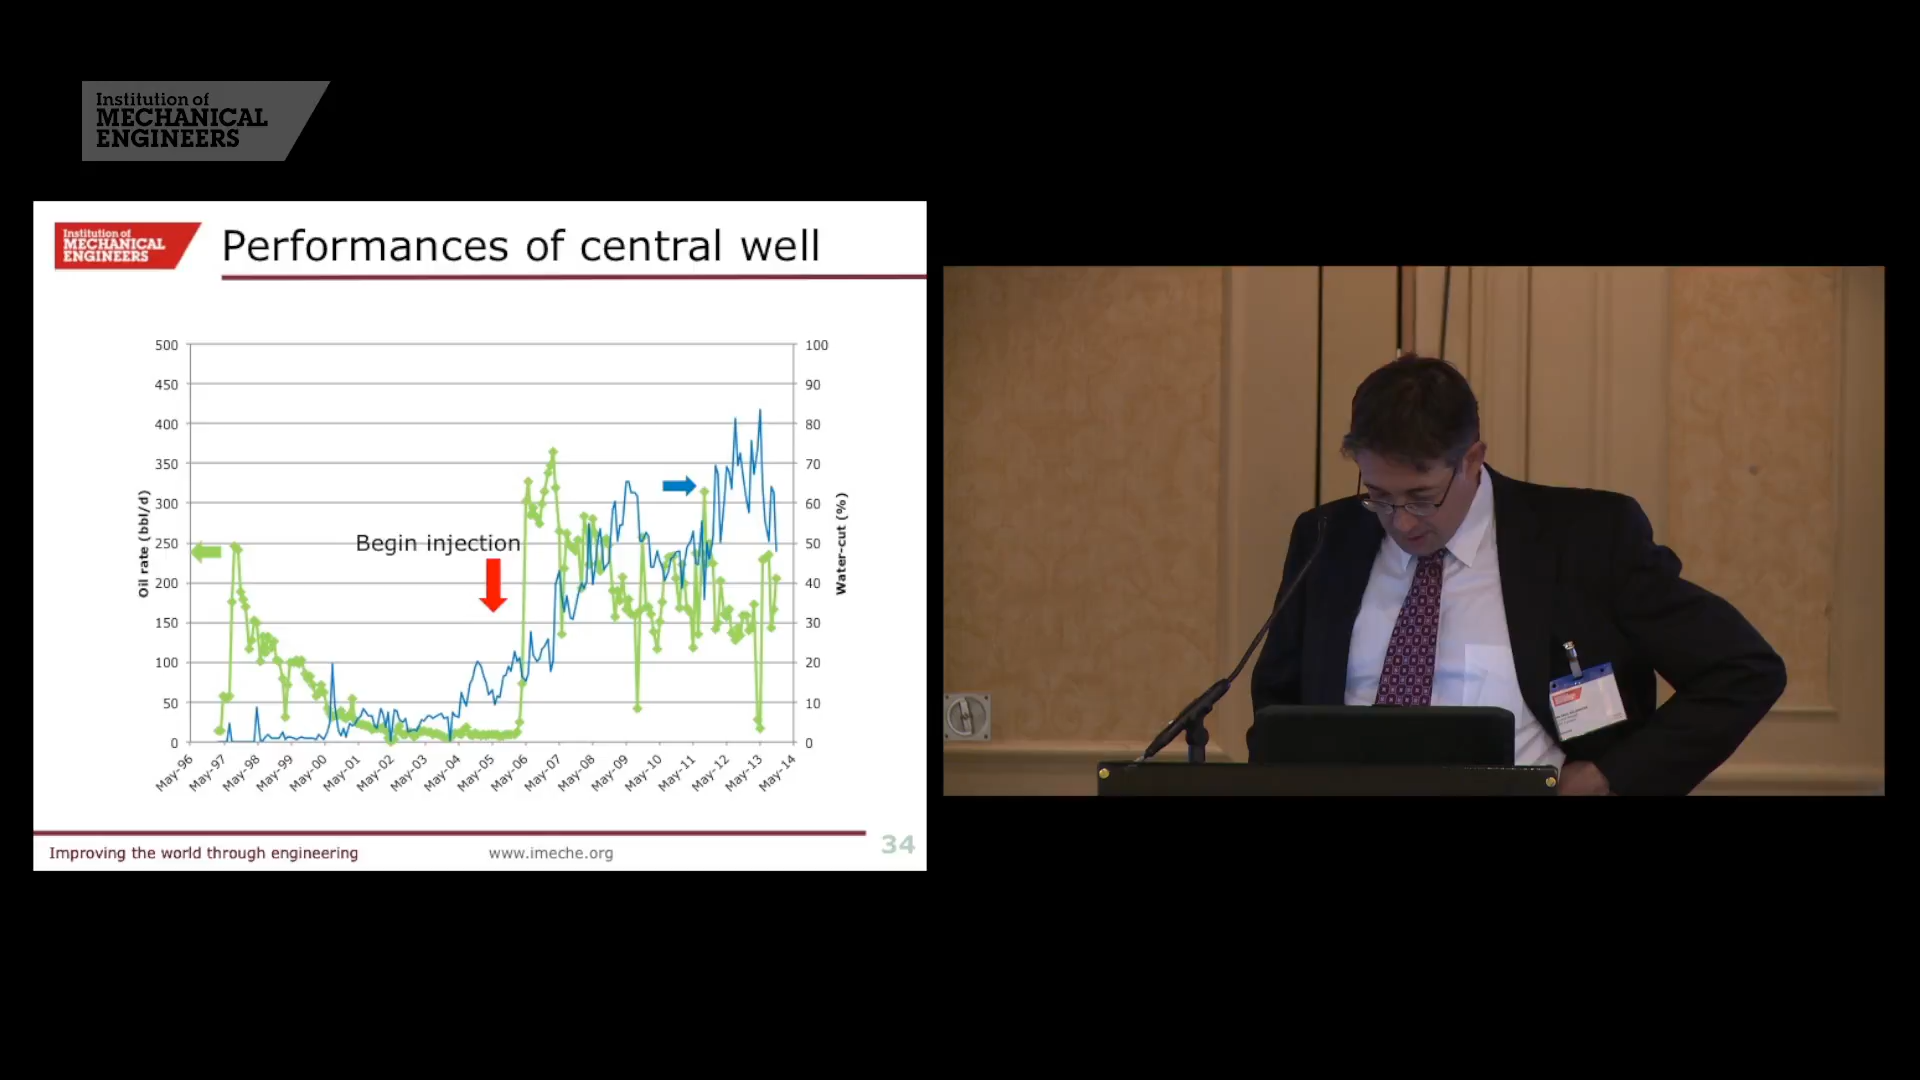 Institution of
MECHANICAL
ENGINEERS
Institution of
MECHANICAL
ENGINEERS
Performances of central well
500
450
400
350
300
250
200
150
100
50
0
Oil rate (bbl/d)
100
90
80
70
60
50
40
30
20
10
0
Water-cut (%)
Begin injection
May-96
May-97
May-98
May-99
May-00
May-01
May-02
May-03
May-04
May-05
May-06
May-07
May-08
May-09
May-10
May-11
May-12
May-13
May-14
Improving the world through engineering
www.imeche.org
34